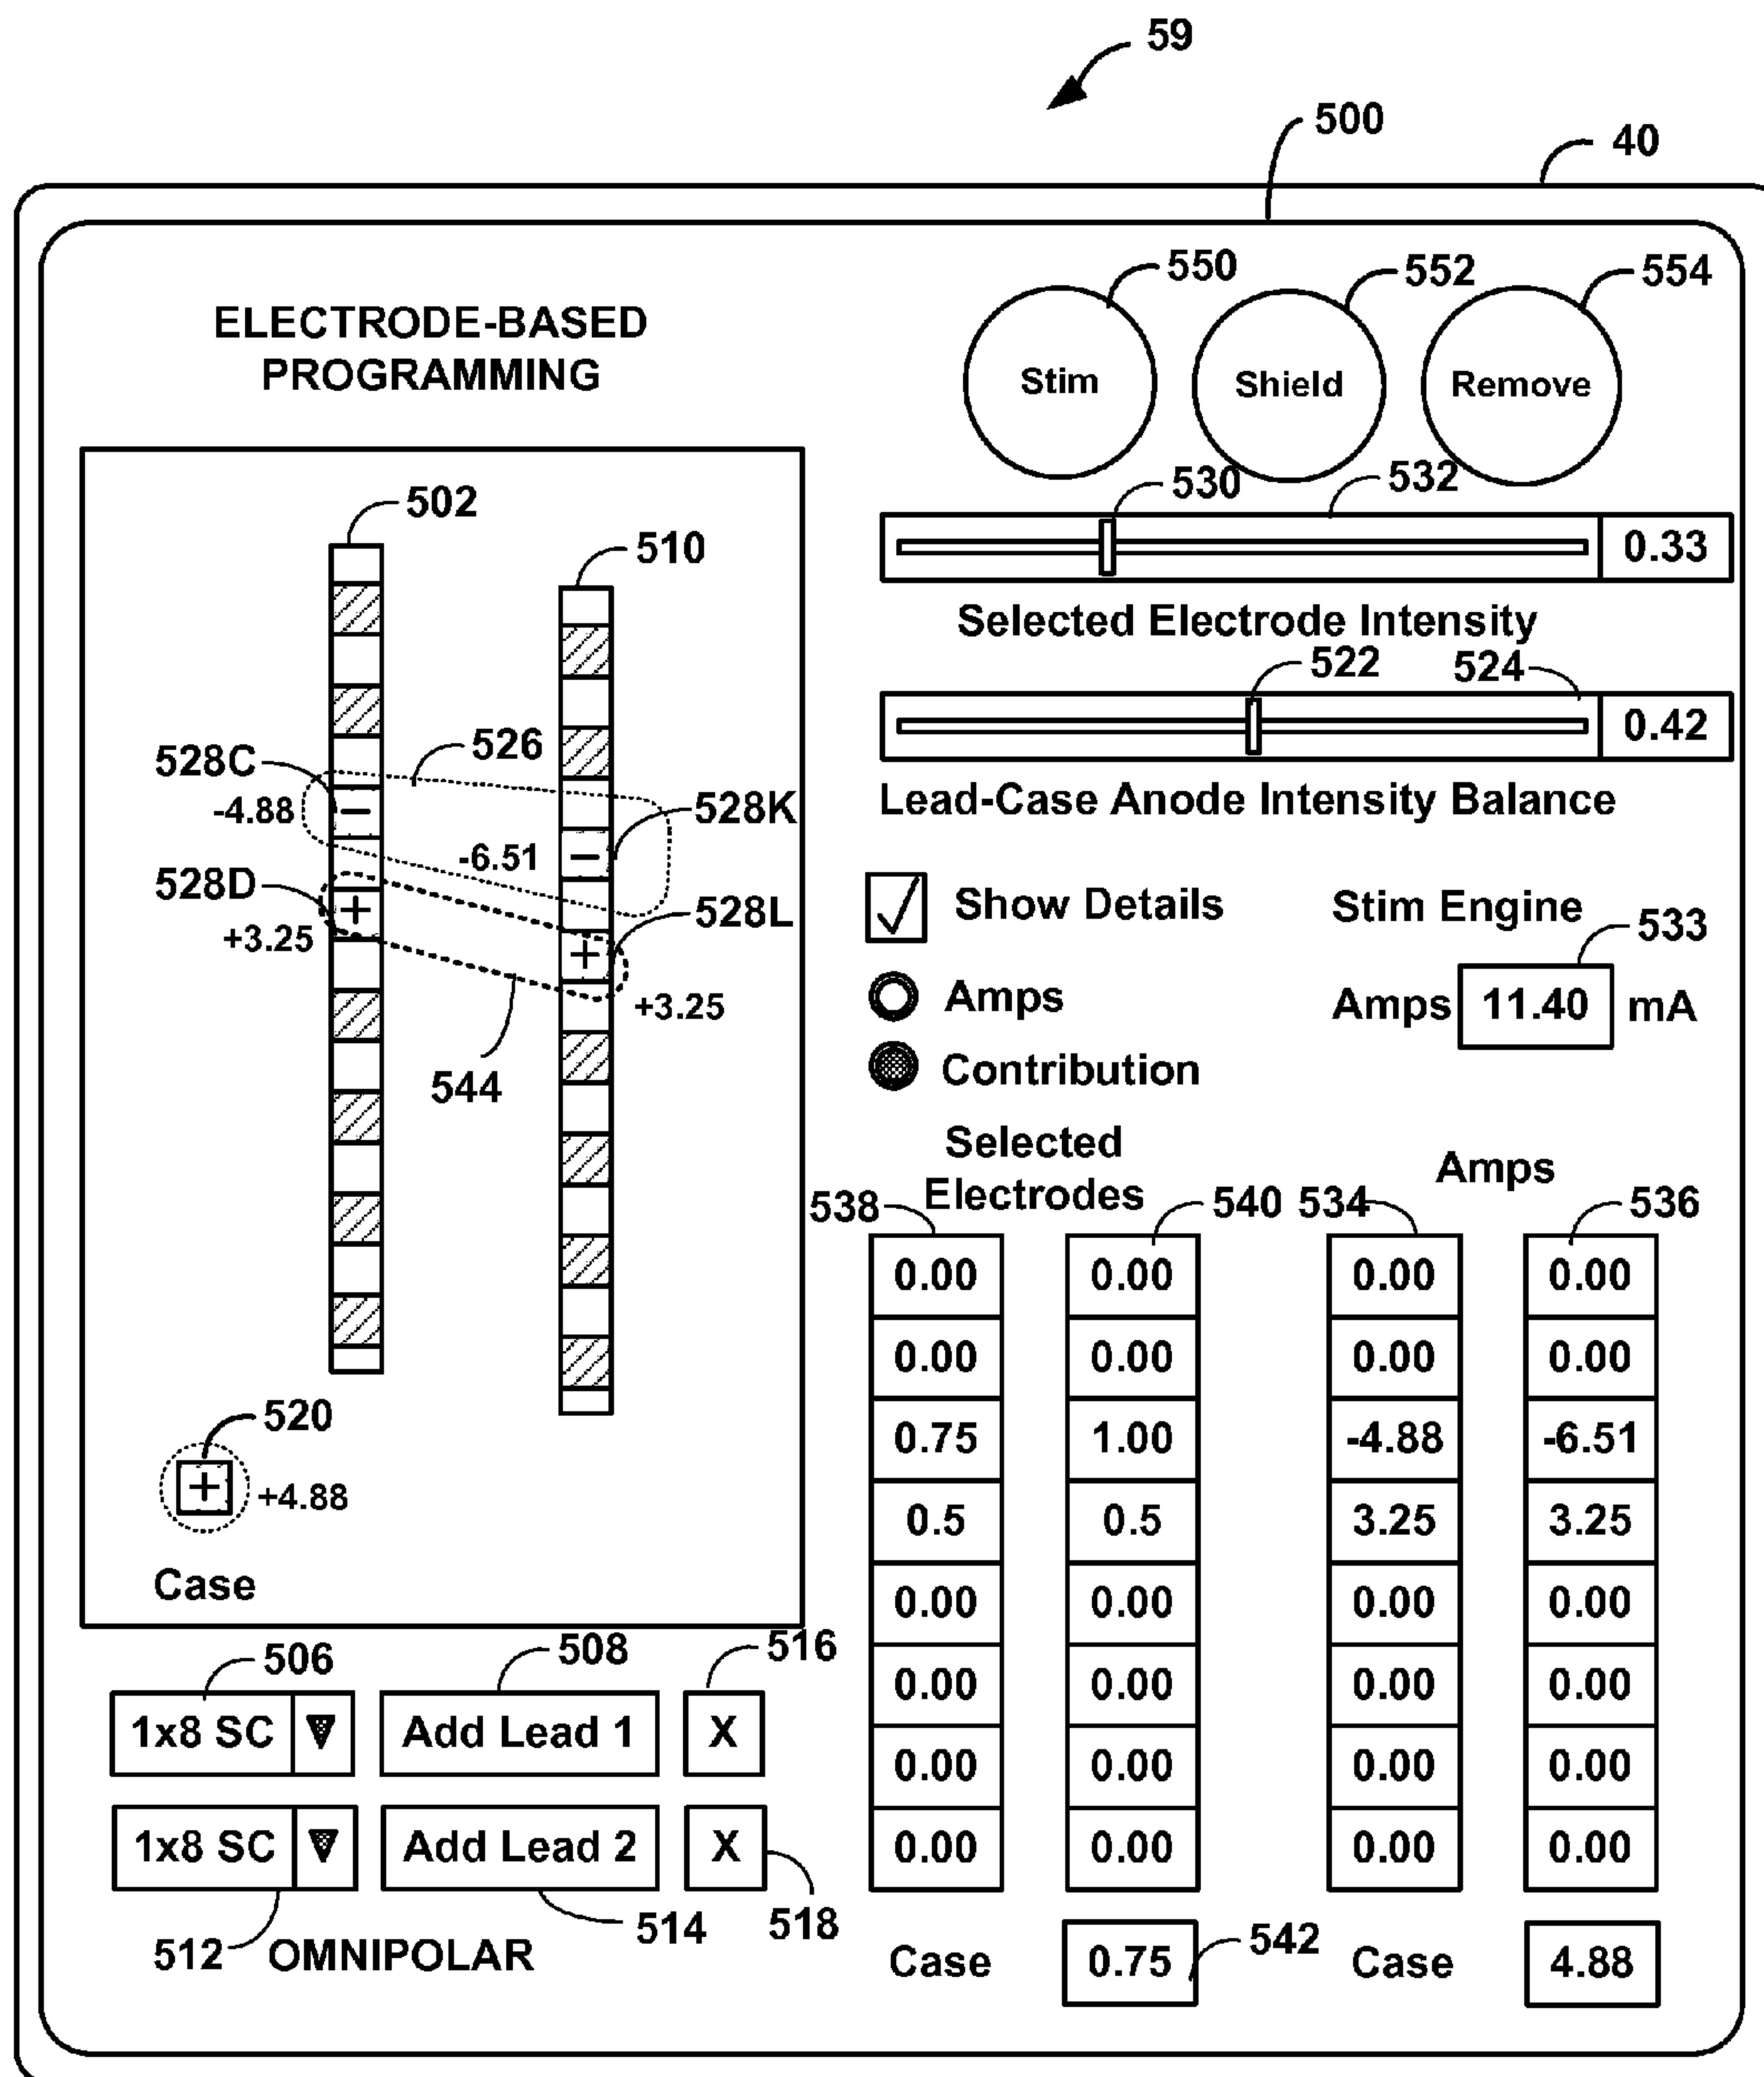 59
500
40
550
552
554
ELECTRODE-BASED
PROGRAMMING
Stim
Shield
Remove
530
532
0.33
Selected Electrode Intensity
522
524
0.42
Lead-Case Anode Intensity Balance
502
510
528C
526
-4.88
−
528K
-6.51
−
528D
+
+3.25
528L
+
+3.25
544
520
+
+4.88
Case
Show Details
Stim Engine
533
Amps
Amps
11.40
mA
Contribution
Selected
Electrodes
Amps
538
540
534
536
0.00 0.00 0.00 0.00
0.00 0.00 0.00 0.00
0.75 1.00 -4.88 -6.51
0.5 0.5 3.25 3.25
0.00 0.00 0.00 0.00
0.00 0.00 0.00 0.00
0.00 0.00 0.00 0.00
0.00 0.00 0.00 0.00
Case
0.75
542
Case
4.88
506
508
516
1x8 SC
Add Lead 1
X
1x8 SC
Add Lead 2
X
512
514
518
OMNIPOLAR